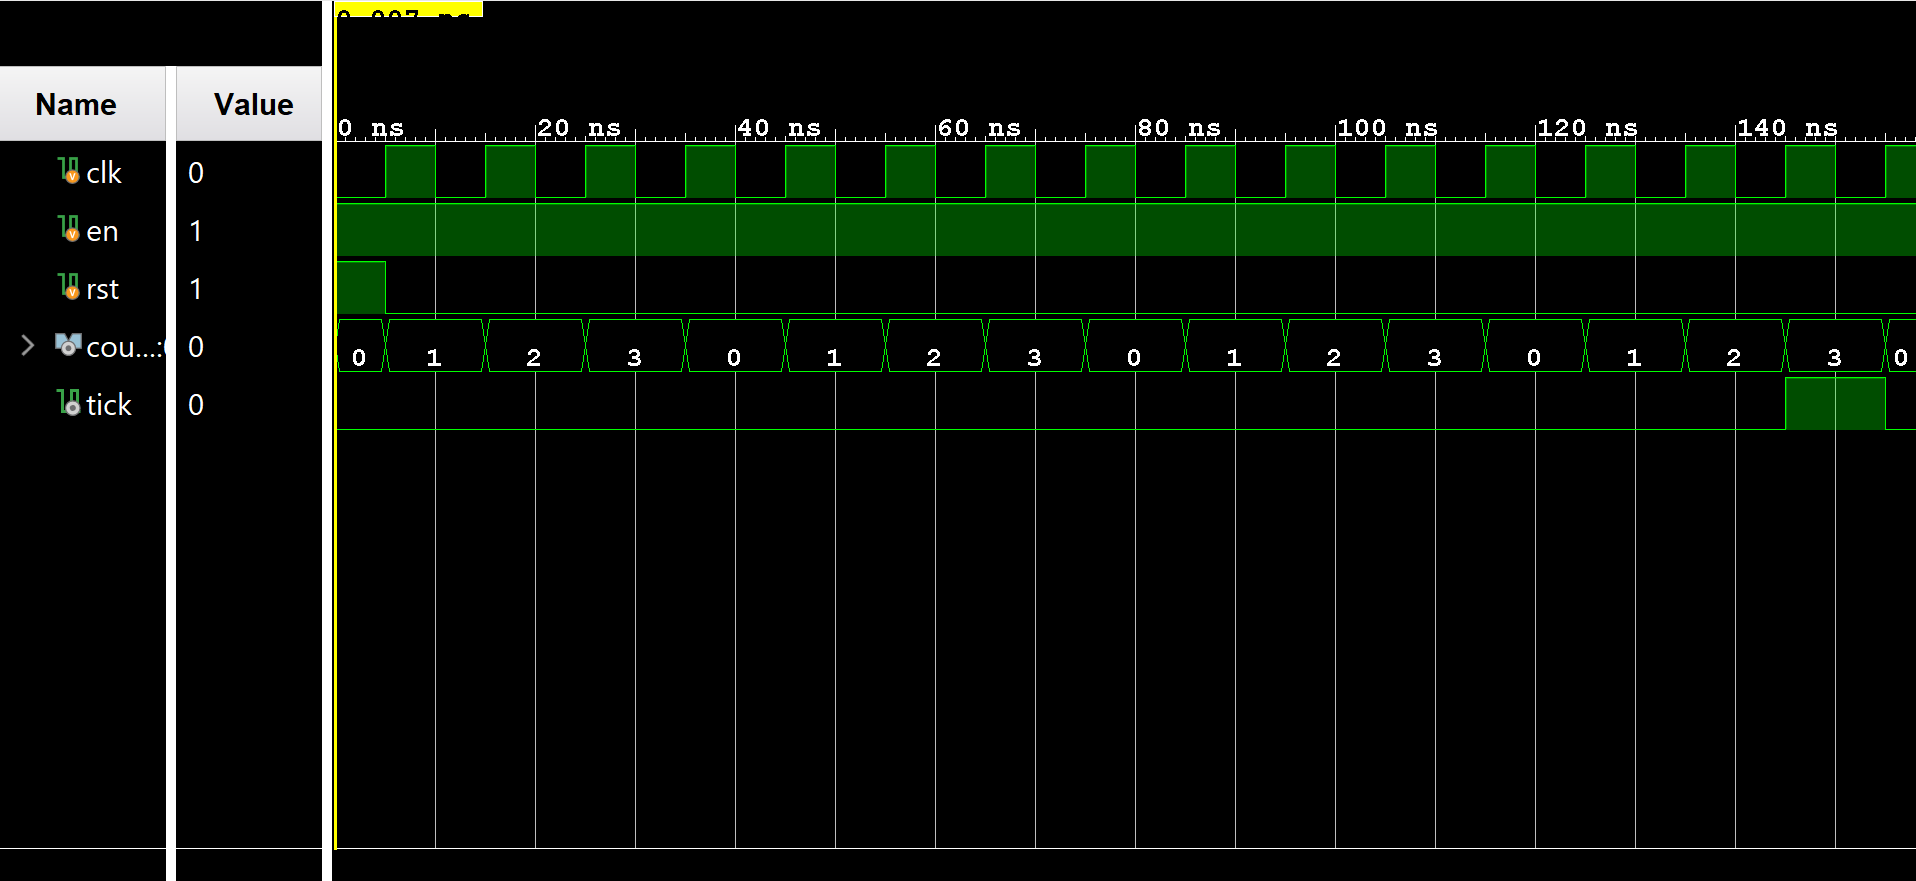 Name Value
0 ns 20 ns 40 ns 60 ns 80 ns 100 ns 120 ns 140 ns
clk 0
en 1
rst 1
cou...: 0 0 1 2 3 0 1 2 3 0 1 2 3 0 1 2 3 0
tick 0